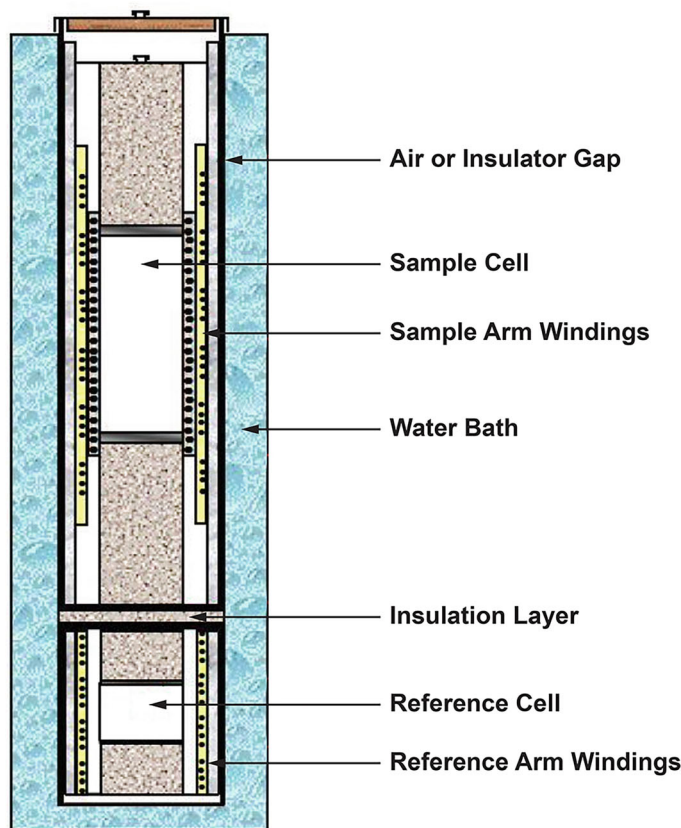 Air or Insulator Gap
Sample Cell
Sample Arm Windings
Water Bath
Insulation Layer
Reference Cell
Reference Arm Windings